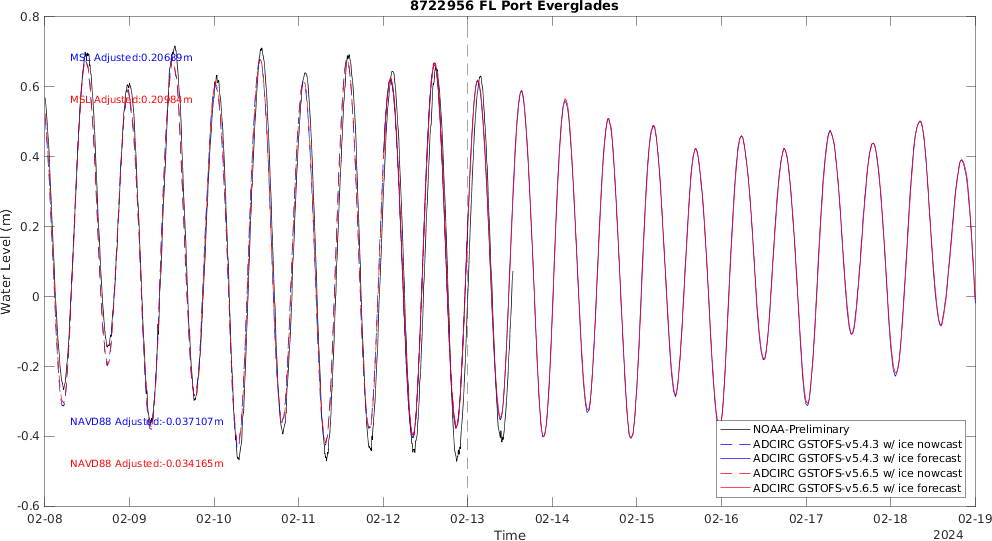 8722956 FL Port Everglades
0.8
0.6
0.4
0.2
0
-0.2
-0.4
-0.6
Water Level (m)
MSL Adjusted:0.20689m
MSL Adjusted:0.20984m
NAVD88 Adjusted:-0.037107m
NAVD88 Adjusted:-0.034165m
NOAA-Preliminary
ADCIRC GSTOFS-v5.4.3 w/ ice nowcast
ADCIRC GSTOFS-v5.4.3 w/ ice forecast
ADCIRC GSTOFS-v5.6.5 w/ ice nowcast
ADCIRC GSTOFS-v5.6.5 w/ ice forecast
02-08 02-09 02-10 02-11 02-12 02-13 02-14 02-15 02-16 02-17 02-18 02-19
Time
2024